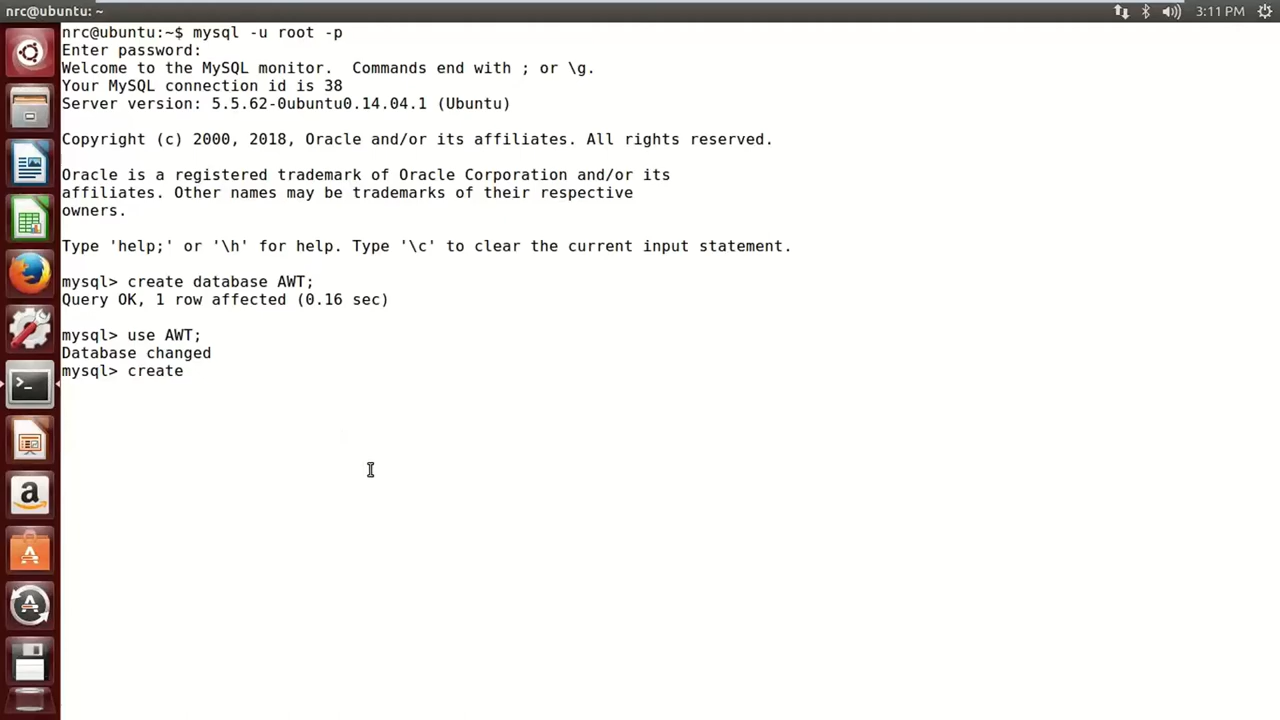 nrc@ubuntu: ~
3:11 PM
nrc@ubuntu:~$ mysql -u root -p
Enter password:
Welcome to the MySQL monitor.  Commands end with ; or \g.
Your MySQL connection id is 38
Server version: 5.5.62-0ubuntu0.14.04.1 (Ubuntu)
Copyright (c) 2000, 2018, Oracle and/or its affiliates. All rights reserved.
Oracle is a registered trademark of Oracle Corporation and/or its
affiliates. Other names may be trademarks of their respective
owners.
Type 'help;' or '\h' for help. Type '\c' to clear the current input statement.
mysql> create database AWT;
Query OK, 1 row affected (0.16 sec)
mysql> use AWT;
Database changed
mysql> create